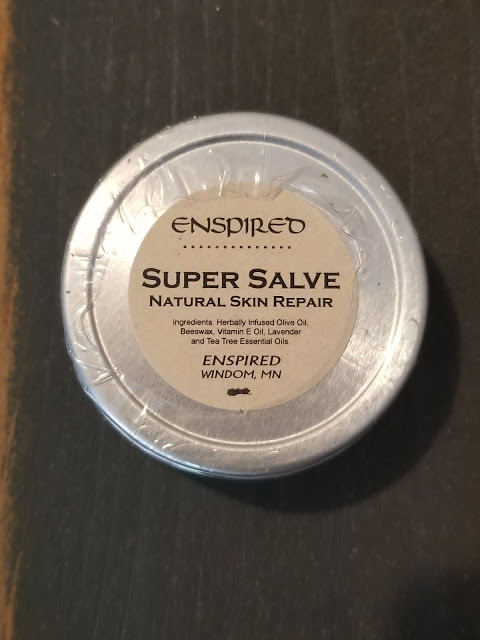 ENSPIRED
SUPER SALVE
NATURAL SKIN REPAIR
Ingredients: Herbally Infused Olive Oil,
Beeswax, Vitamin E Oil, Lavender
and Tea Tree Essential Oils.
ENSPIRED
WINDOM, MN